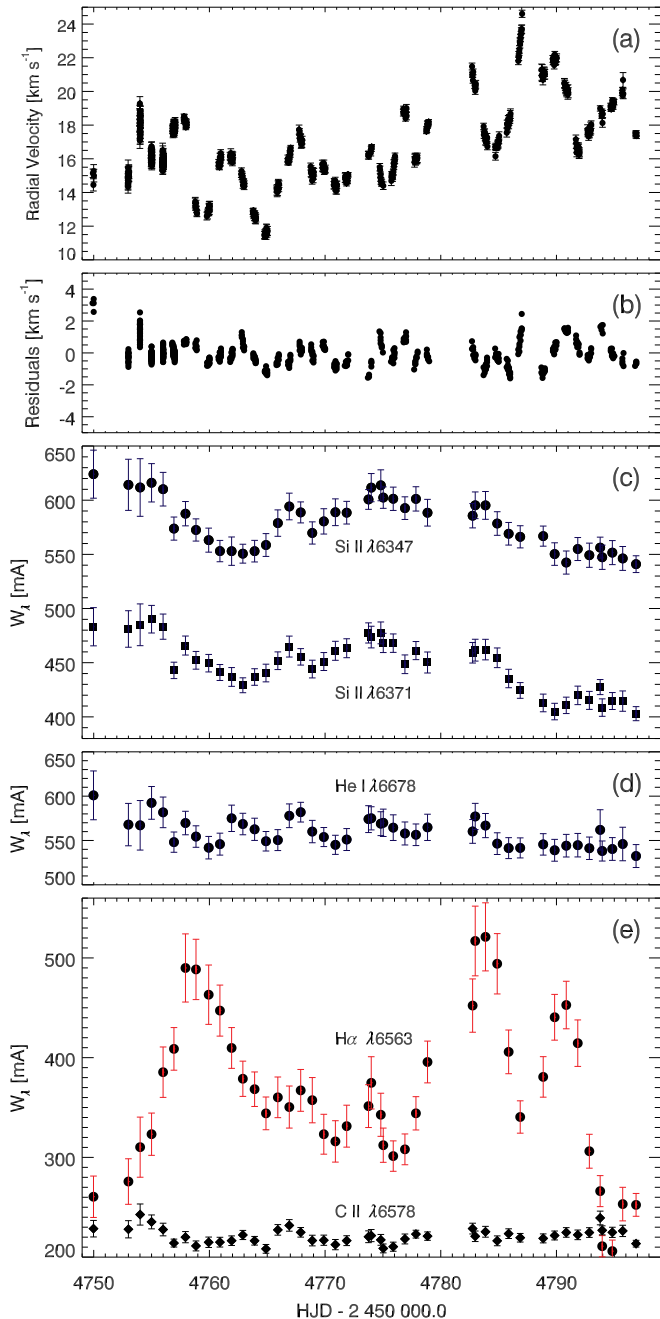 (a)
24
22
20
18
16
14
12
10
Radial Velocity [km s⁻¹]
(b)
4
2
0
-2
-4
Residuals [km s⁻¹]
(c)
650
600
550
500
450
400
Wλ [mA]
Si II λ6347
Si II λ6371
(d)
650
600
550
500
Wλ [mA]
He I λ6678
(e)
500
400
300
200
Wλ [mA]
Hα λ6563
C II λ6578
4750 4760 4770 4780 4790
HJD - 2 450 000.0